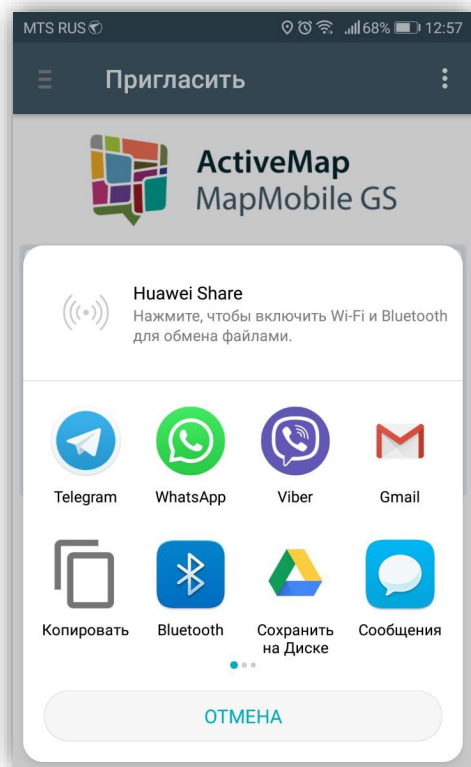 MTS RUS 68% 12:57
Пригласить
ActiveMap
MapMobile GS
Huawei Share
Нажмите, чтобы включить Wi-Fi и Bluetooth
для обмена файлами.
Telegram WhatsApp Viber Gmail
Копировать Bluetooth Сохранить на Диске Сообщения
ОТМЕНА